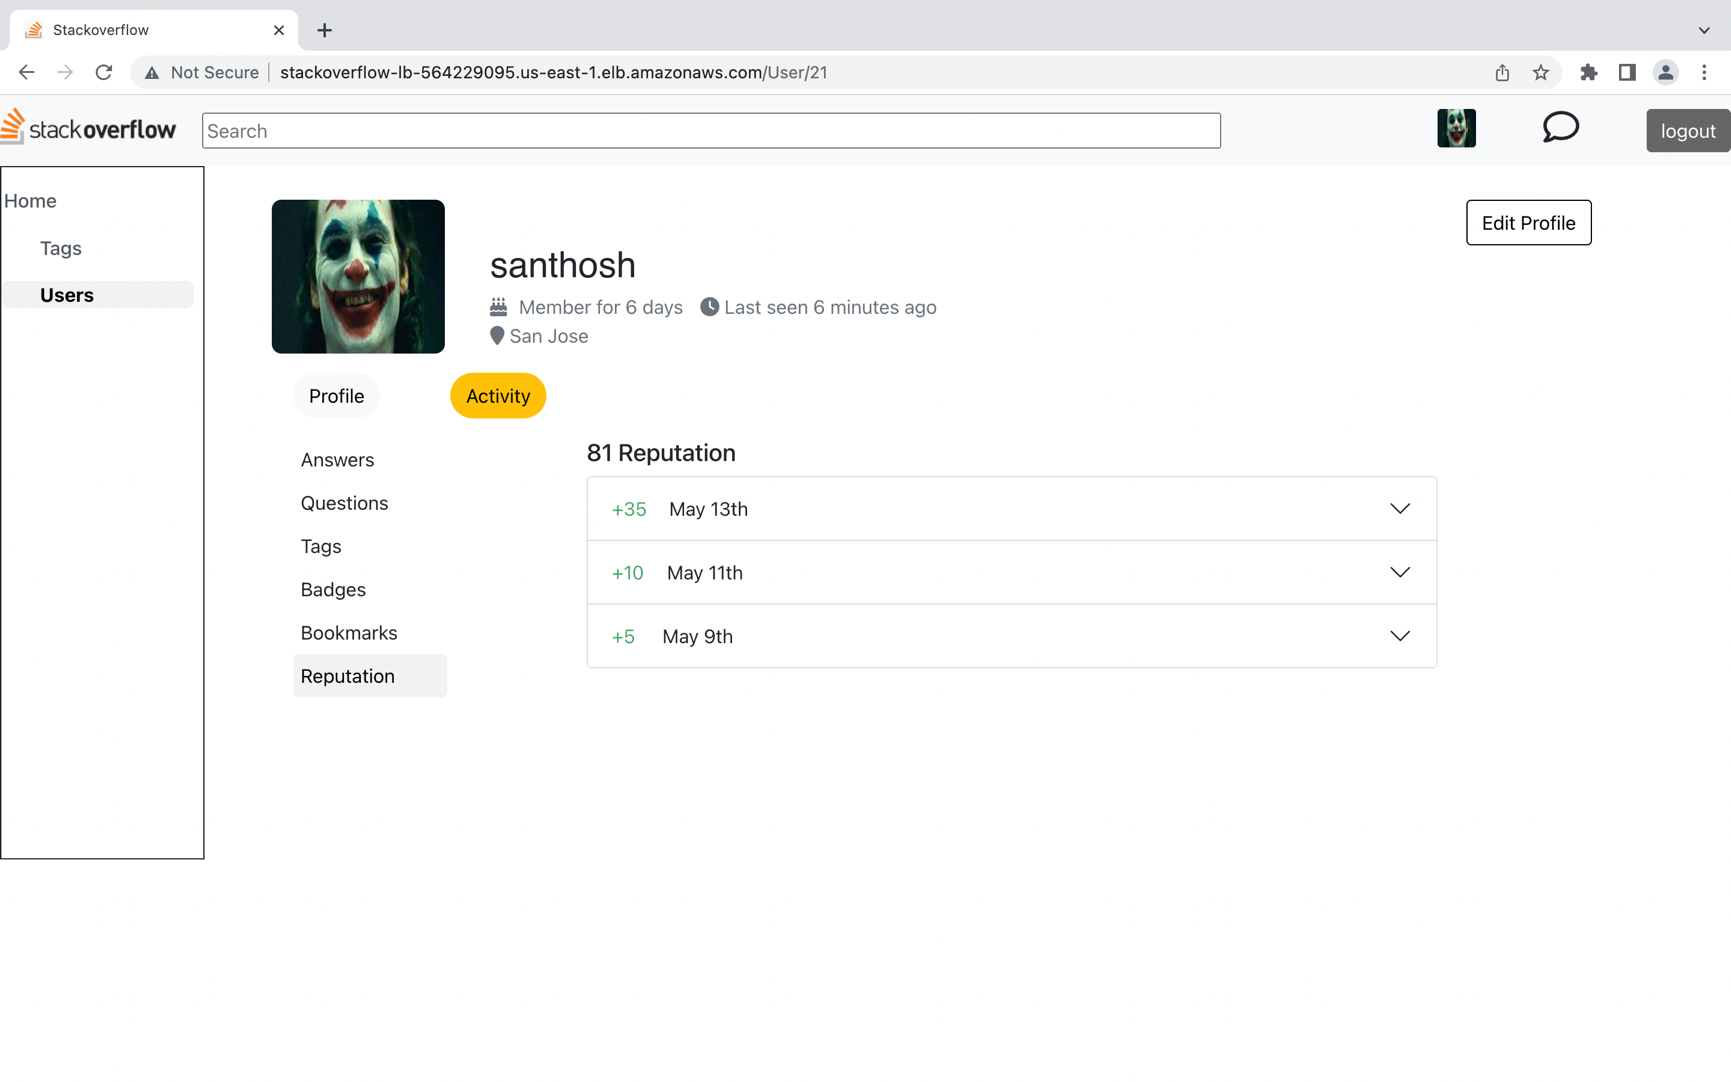 Stackoverflow
Not Secure stackoverflow-lb-564229095.us-east-1.elb.amazonaws.com/User/21
stackoverflow
Search
logout
Home
Tags
Users
Edit Profile
santhosh
Member for 6 days Last seen 6 minutes ago
San Jose
Profile
Activity
Answers
Questions
Tags
Badges
Bookmarks
Reputation
81 Reputation
+35 May 13th
+10 May 11th
+5 May 9th